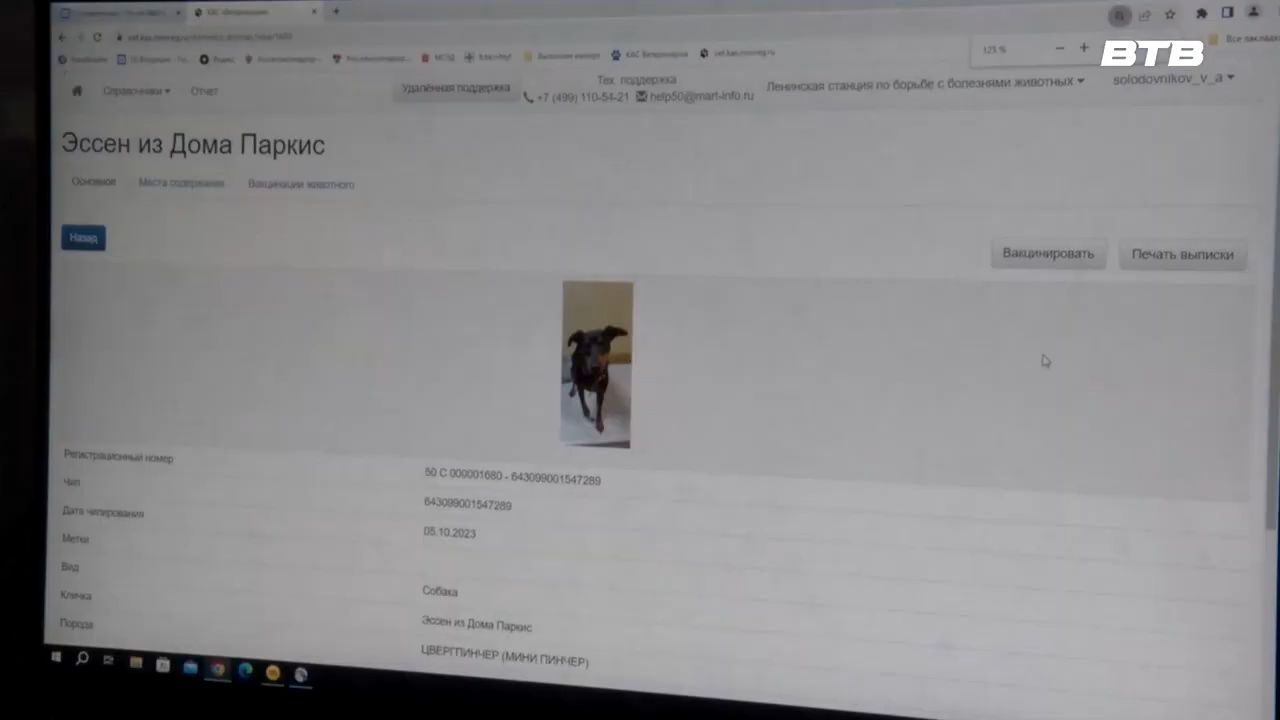 125 %
ВТВ
Справочники
Отчет
Удалённая поддержка
Тех. поддержка
+7 (499) 110-54-21 help50@mart-info.ru
Ленинская станция по борьбе с болезнями животных
solodovnikov_v_a
Эссен из Дома Паркис
Основное
Места содержания
Вакцинации животного
Назад
Вакцинировать
Печать выписки
Регистрационный номер
50 С 000001680 - 643099001547289
Чип
643099001547289
Дата чипирования
05.10.2023
Метки
Вид
Собака
Кличка
Эссен из Дома Паркис
Порода
ЦВЕРГПИНЧЕР (МИНИ ПИНЧЕР)